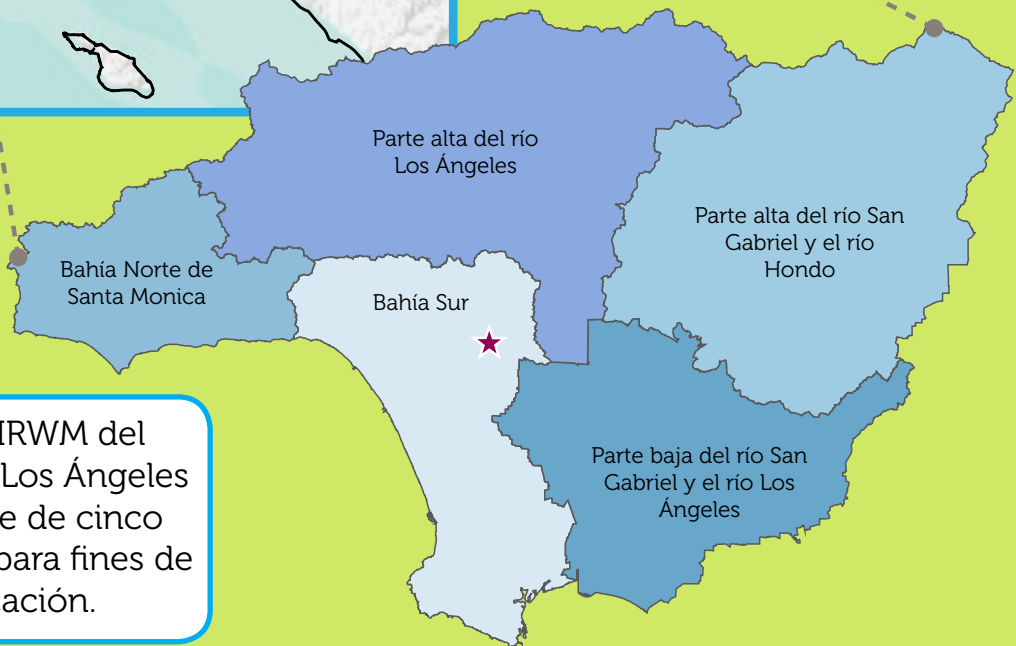 Parte alta del río
Los Ángeles
Parte alta del río San
Gabriel y el río
Hondo
Bahía Norte de
Santa Monica
Bahía Sur
Parte baja del río San
Gabriel y el río Los
Ángeles
IRWM del
Los Ángeles
de cinco
para fines de